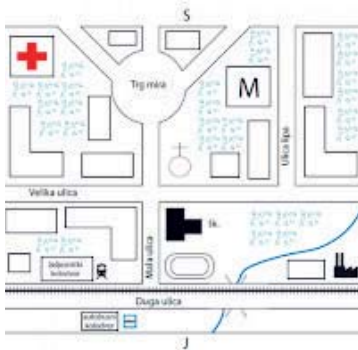 S
Trg mira
M
Ulica lipa
Velika ulica
Mala ulica
Šk.
željeznički
kolodvor
Duga ulica
autobusni
kolodvor
J